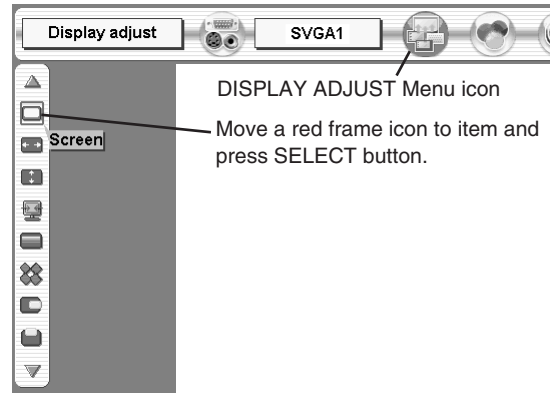 Display adjust
SVGA1
DISPLAY ADJUST Menu icon
Move a red frame icon to item and
press SELECT button.
Screen